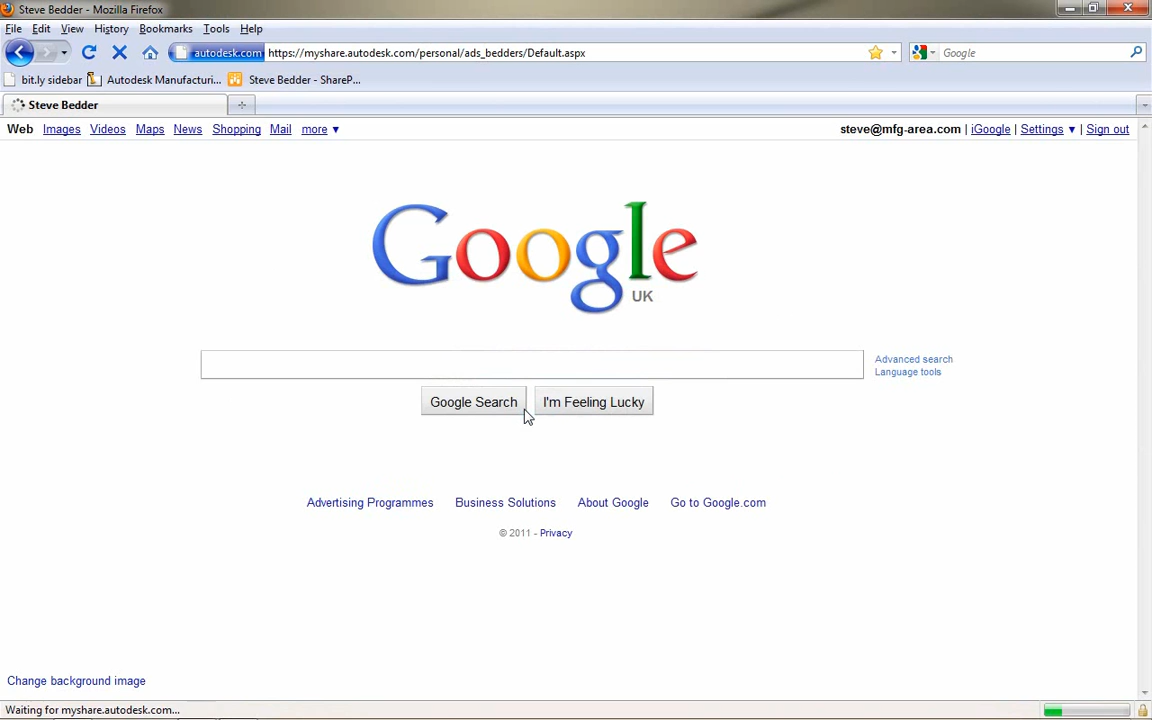 Steve Bedder - Mozilla Firefox
File Edit View History Bookmarks Tools Help
autodesk.com https://myshare.autodesk.com/personal/ads_bedders/Default.aspx Google
bit.ly sidebar Autodesk Manufacturi... Steve Bedder - ShareP...
Steve Bedder
Web Images Videos Maps News Shopping Mail more ▼ steve@mfg-area.com | iGoogle | Settings ▼ | Sign out
Google
UK
Advanced search
Language tools
Google Search I'm Feeling Lucky
Advertising Programmes Business Solutions About Google Go to Google.com
© 2011 - Privacy
Change background image
Waiting for myshare.autodesk.com...